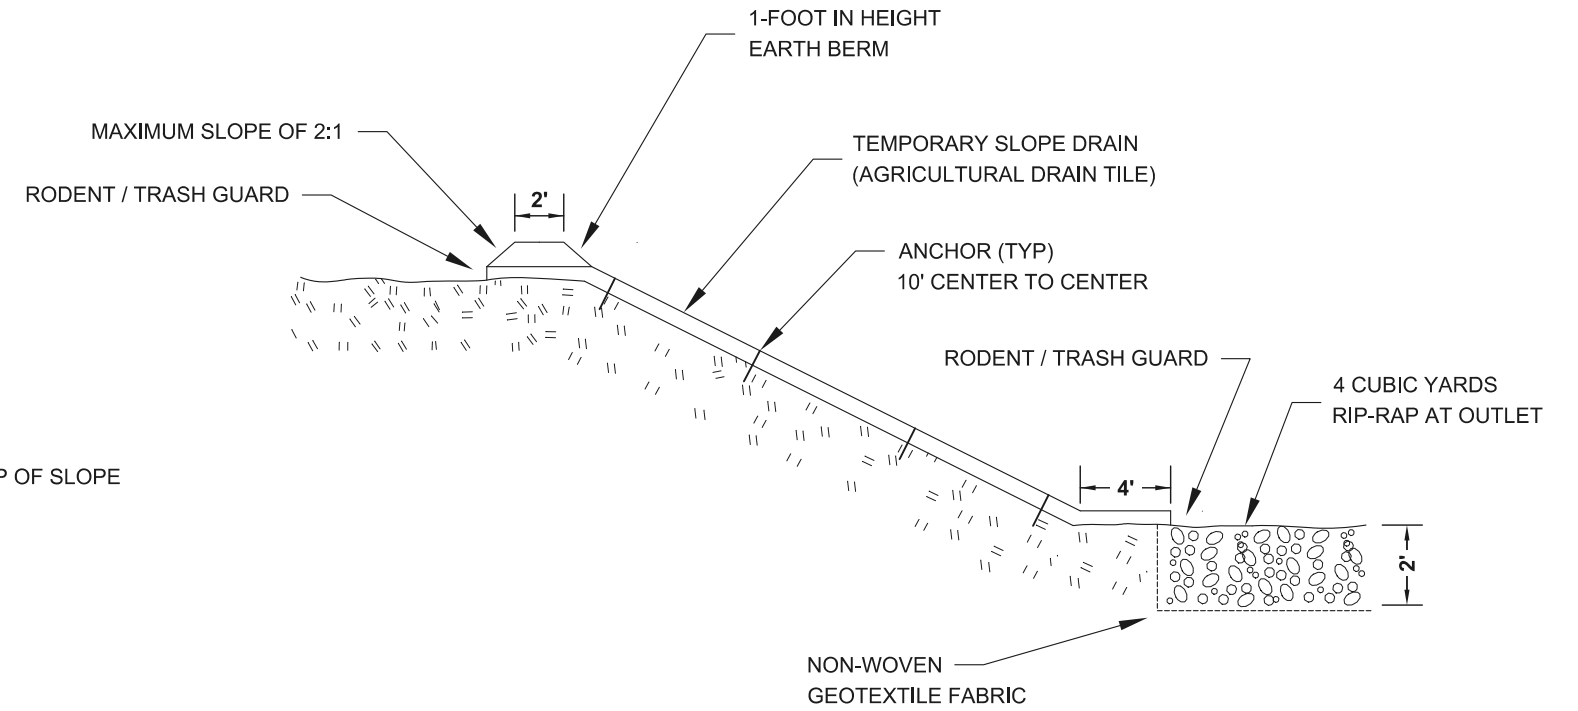 1-FOOT IN HEIGHT
EARTH BERM
MAXIMUM SLOPE OF 2:1
TEMPORARY SLOPE DRAIN
(AGRICULTURAL DRAIN TILE)
RODENT / TRASH GUARD
2'
ANCHOR (TYP)
10' CENTER TO CENTER
RODENT / TRASH GUARD
4 CUBIC YARDS
RIP-RAP AT OUTLET
P OF SLOPE
4'
2'
NON-WOVEN
GEOTEXTILE FABRIC